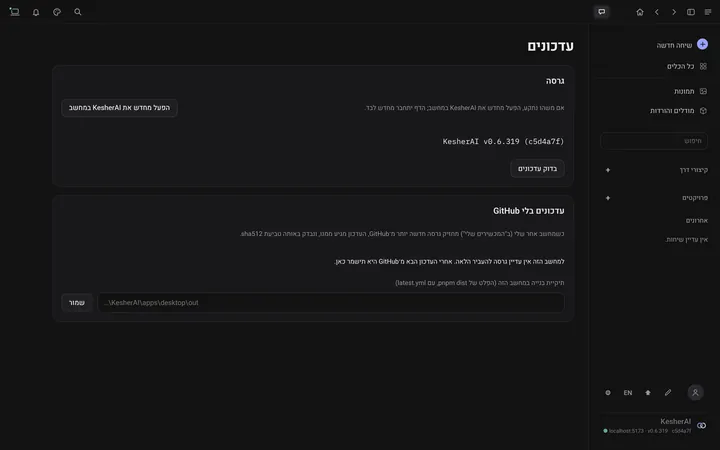 שיחה חדשה
כל הכלים
תמונות
מודלים והורדות
חיפוש
קיצורי דרך
פרויקטים
אחרונים
אין עדיין שיחות.
EN
KesherAI
localhost:5173 · v0.6.319 · c5d4a7f
עדכונים
גרסה
אם משהו נתקע, הפעל מחדש את KesherAI במחשב; הדף יתחבר מחדש לבד.
הפעל מחדש את KesherAI במחשב
KesherAI v0.6.319 (c5d4a7f)
בדוק עדכונים
עדכונים בלי GitHub
כשמחשב אחר שלי (ב"המכשירים שלי") מחזיק גרסה חדשה יותר מ־GitHub, העדכון מגיע ממנו, ונבדק באותה טביעת sha512.
למחשב הזה אין עדיין גרסה להעביר הלאה. אחרי העדכון הבא מ־GitHub היא תישמר כאן.
תיקיית בנייה במחשב הזה (הפלט של pnpm dist, עם latest.yml)
...\KesherAI\apps\desktop\out
שמור